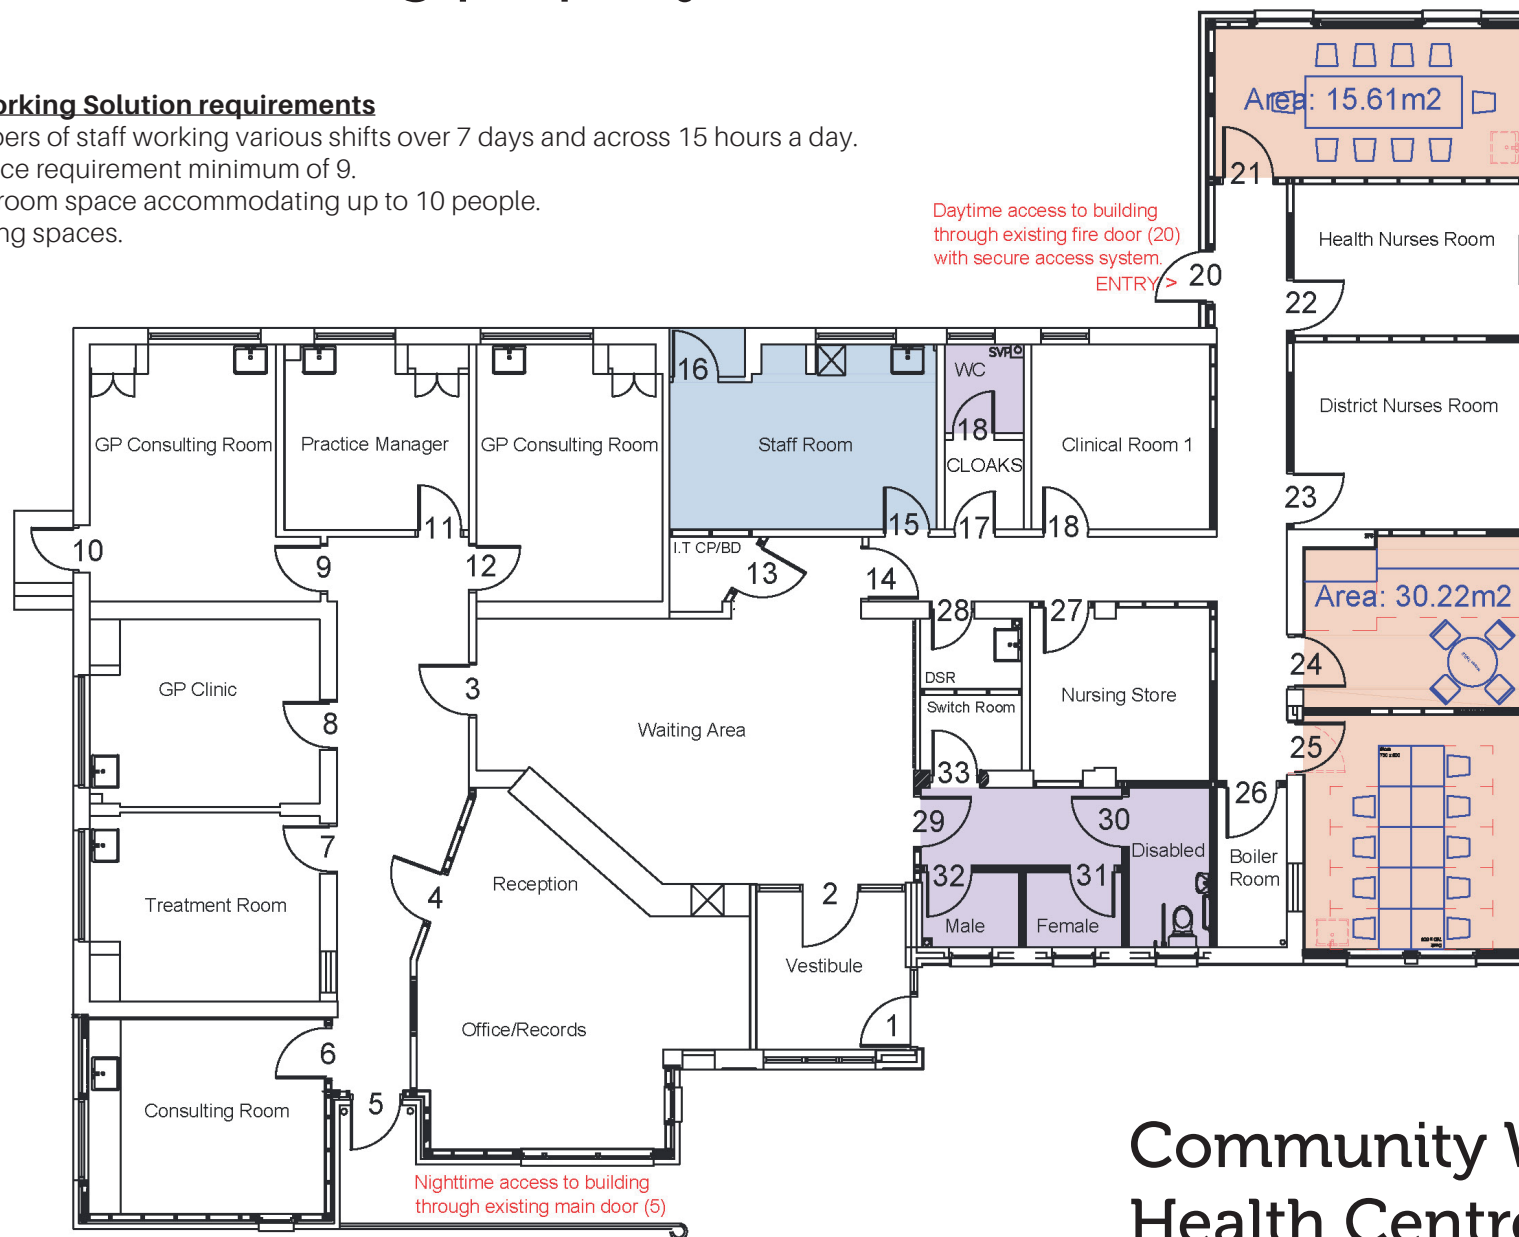 orking Solution requirements
bers of staff working various shifts over 7 days and across 15 hours a day.
ce requirement minimum of 9.
room space accommodating up to 10 people.
ng spaces.
Area: 15.61m2
21
Daytime access to building
through existing fire door (20)
with secure access system.
ENTRY >
20
Health Nurses Room
22
16
SVP
WC
18
District Nurses Room
GP Consulting Room
Practice Manager
GP Consulting Room
Staff Room
CLOAKS
Clinical Room 1
23
10
11
15
17
18
9
12
I.T CP/BD
13
14
Area: 30.22m2
28
27
24
GP Clinic
3
DSR
Switch Room
Nursing Store
8
Waiting Area
25
33
26
29
30
7
Disabled
Boiler
Room
Reception
4
2
32
31
Treatment Room
Male
Female
Vestibule
Office/Records
1
6
5
Consulting Room
Nighttime access to building
through existing main door (5)
Community W
Health Centre